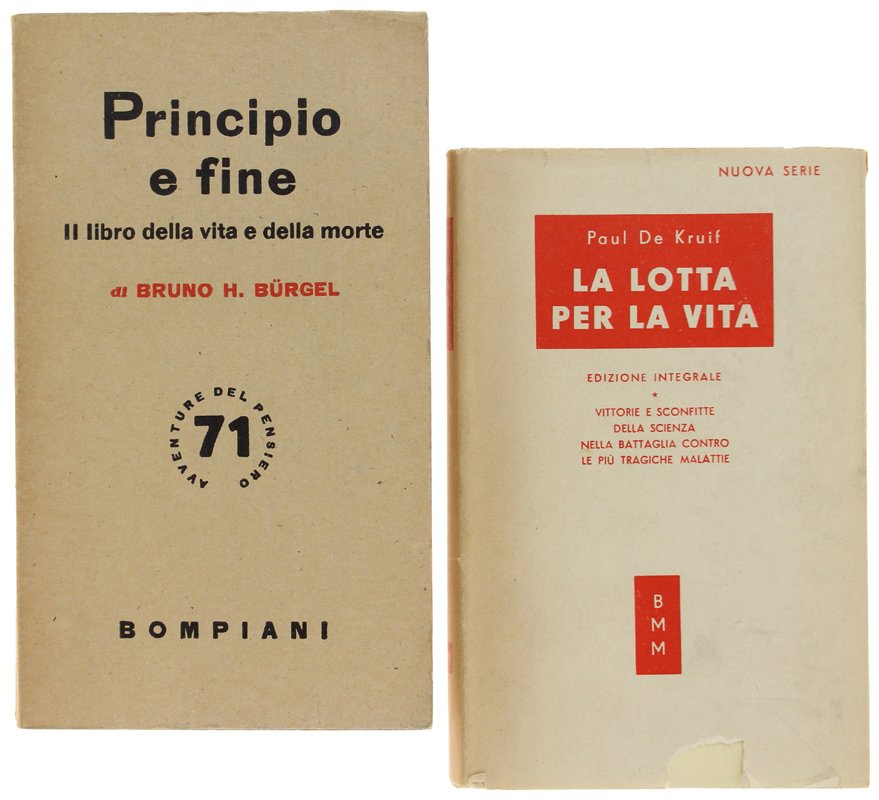 Principio
e fine
Il libro della vita e della morte
di BRUNO H. BÜRGEL
AVVENTURE DEL PENSIERO
71
BOMPIANI
NUOVA SERIE
Paul De Kruif
LA LOTTA
PER LA VITA
EDIZIONE INTEGRALE
*
VITTORIE E SCONFITTE
DELLA SCIENZA
NELLA BATTAGLIA CONTRO
LE PIÙ TRAGICHE MALATTIE
B
M
M